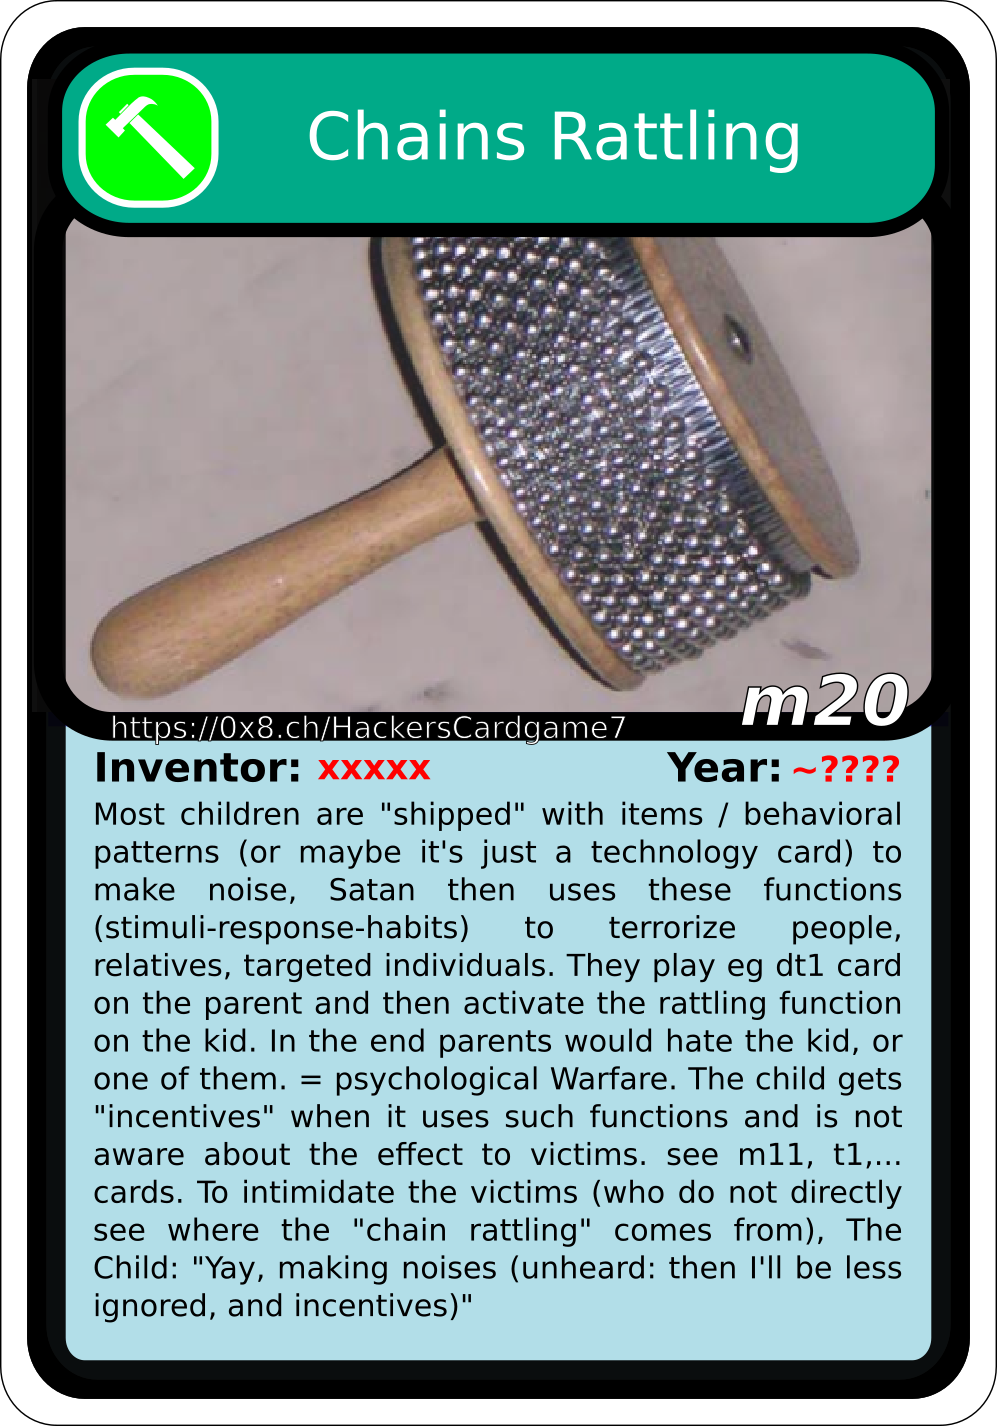 Chains Rattling
m20
https://0x8.ch/HackersCardgame7
Inventor: xxxxx Year: ~????
Most children are "shipped" with items / behavioral
patterns (or maybe it's just a technology card) to
make noise, Satan then uses these functions
(stimuli-response-habits) to terrorize people,
relatives, targeted individuals. They play eg dt1 card
on the parent and then activate the rattling function
on the kid. In the end parents would hate the kid, or
one of them. = psychological Warfare. The child gets
"incentives" when it uses such functions and is not
aware about the effect to victims. see m11, t1,...
cards. To intimidate the victims (who do not directly
see where the "chain rattling" comes from), The
Child: "Yay, making noises (unheard: then I'll be less
ignored, and incentives)"